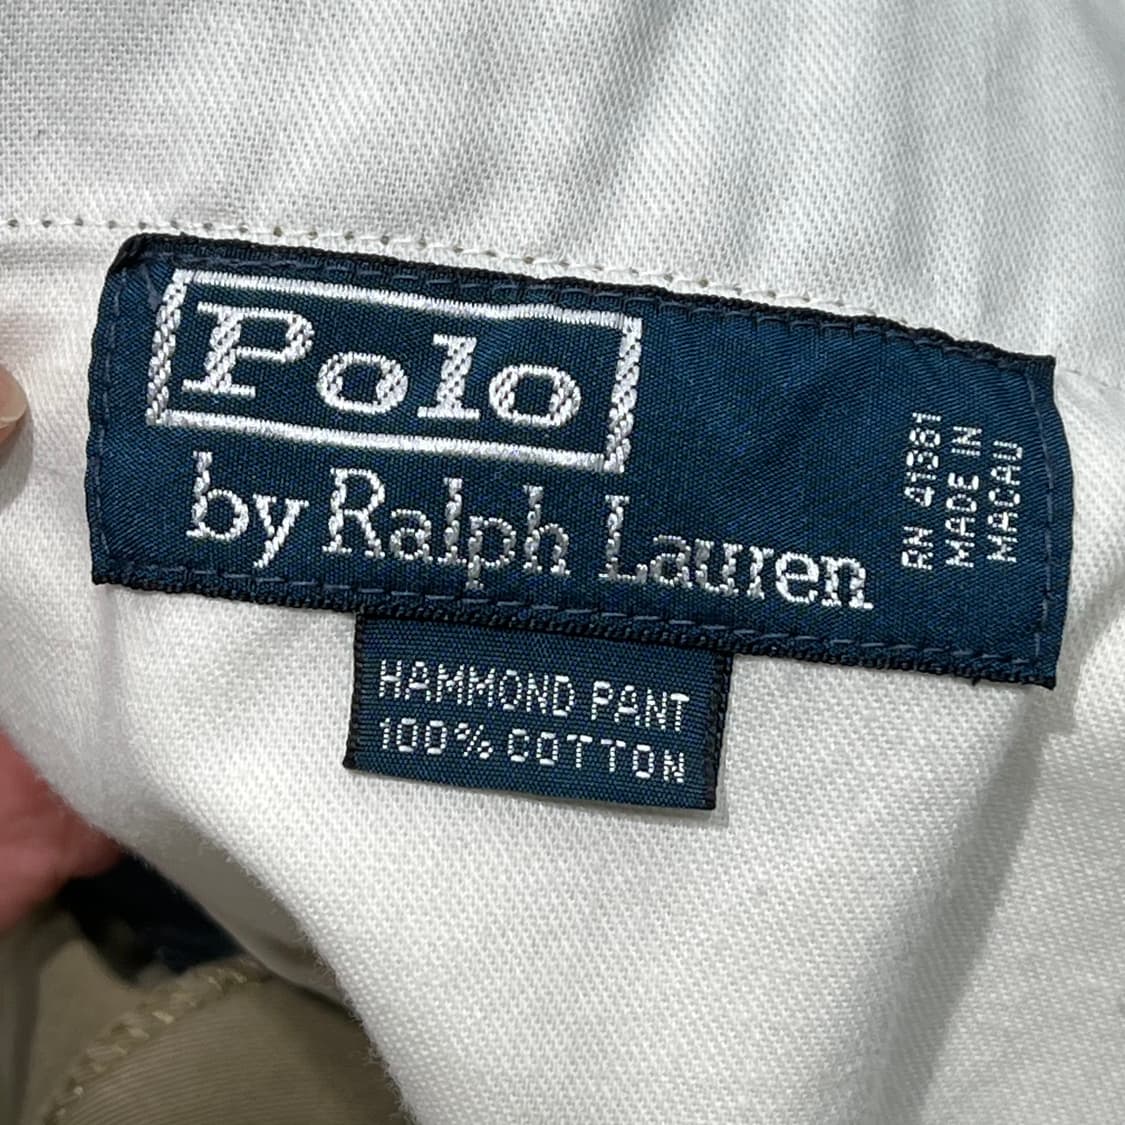 Polo
by Ralph Lauren
RN 41381
MADE IN
MACAU
HAMMOND PANT
100% COTTON